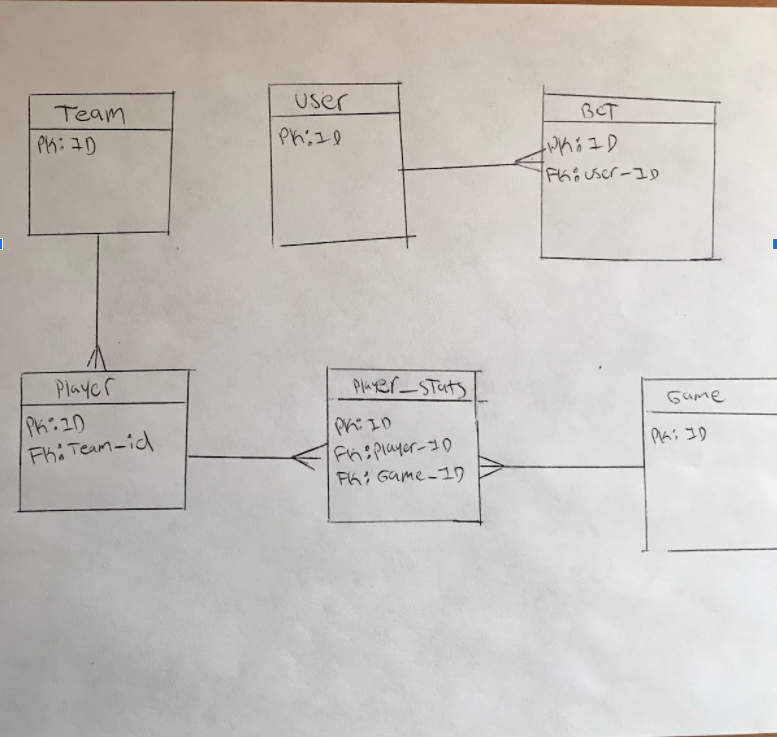 Team
PK: ID
User
PK: ID
BET
PK: ID
FK: User-ID
Player
PK: ID
FK: Team-id
Player_Stats
PK: ID
FK: Player-ID
FK: Game-ID
Game
PK: ID